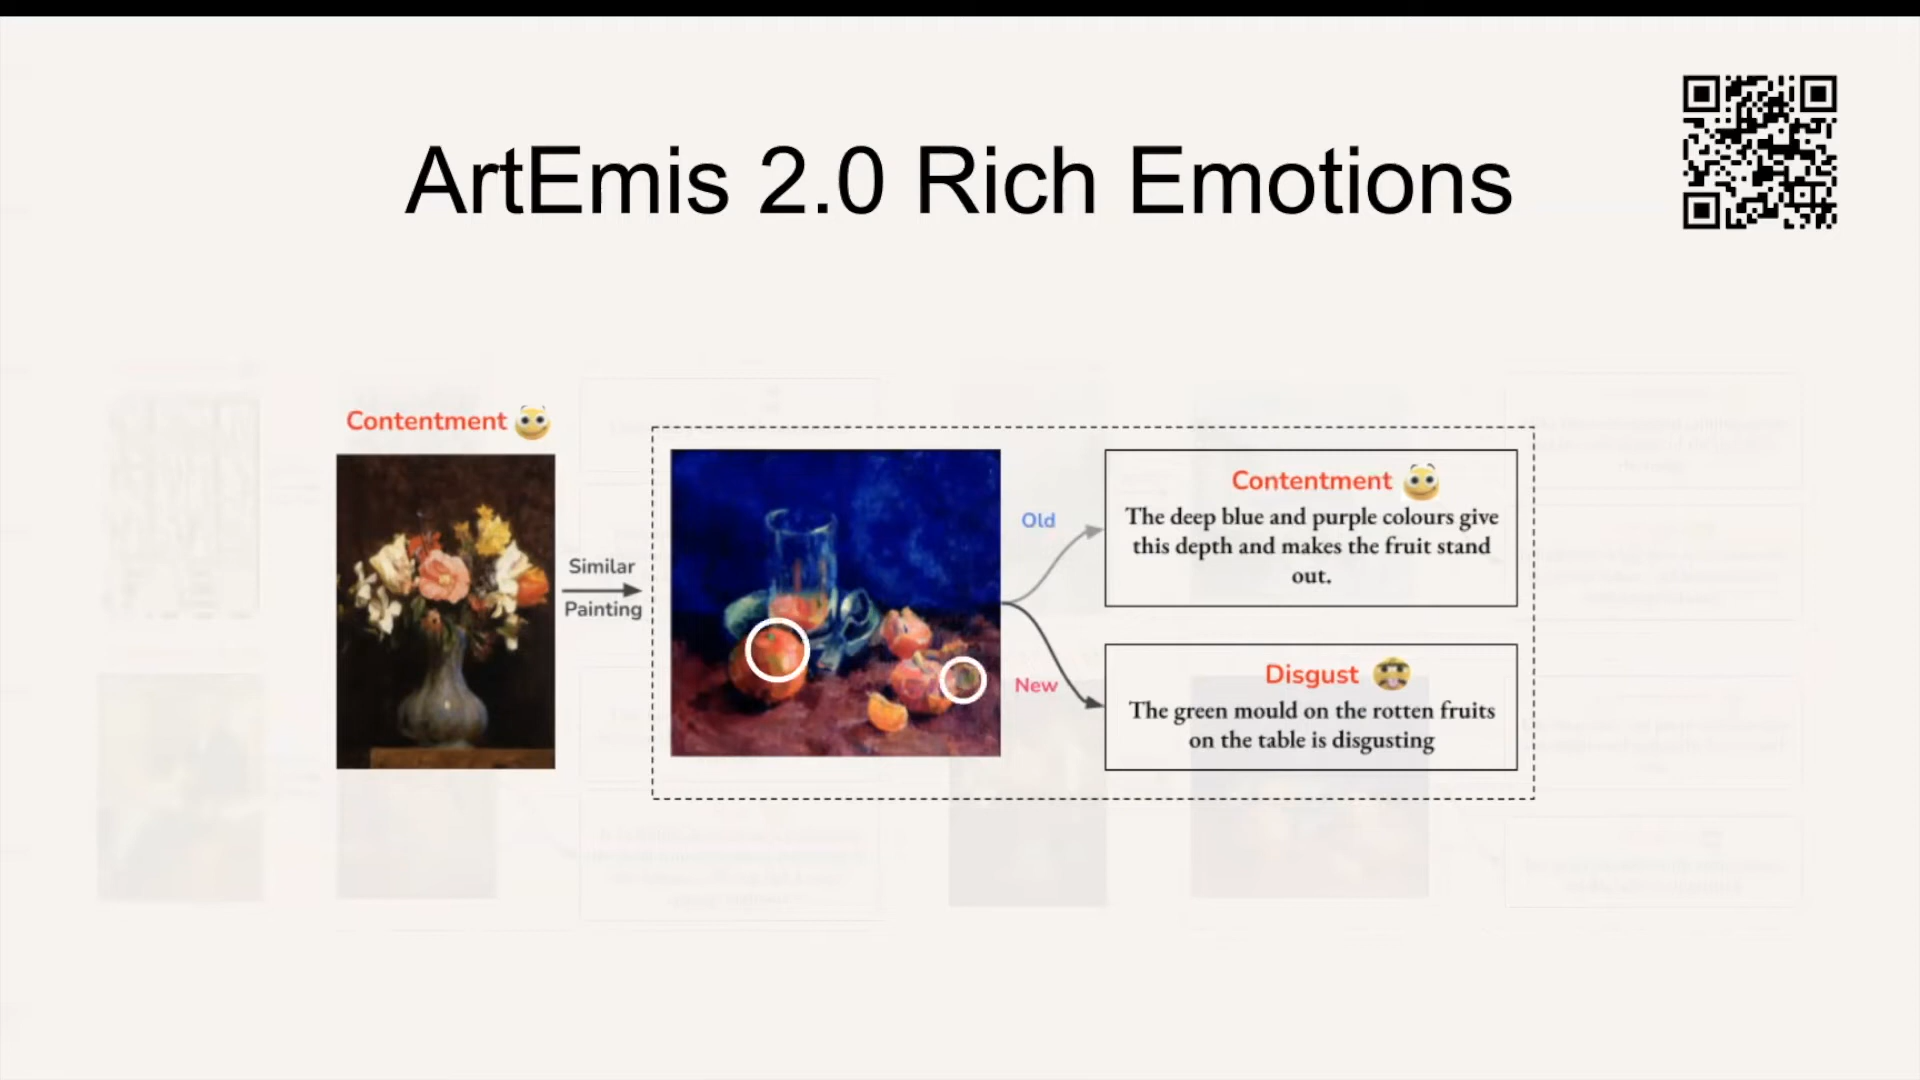 ArtEmis 2.0 Rich Emotions
Contentment
Similar
Painting
Old
New
Contentment
The deep blue and purple colours give
this depth and makes the fruit stand
out.
Disgust
The green mould on the rotten fruits
on the table is disgusting